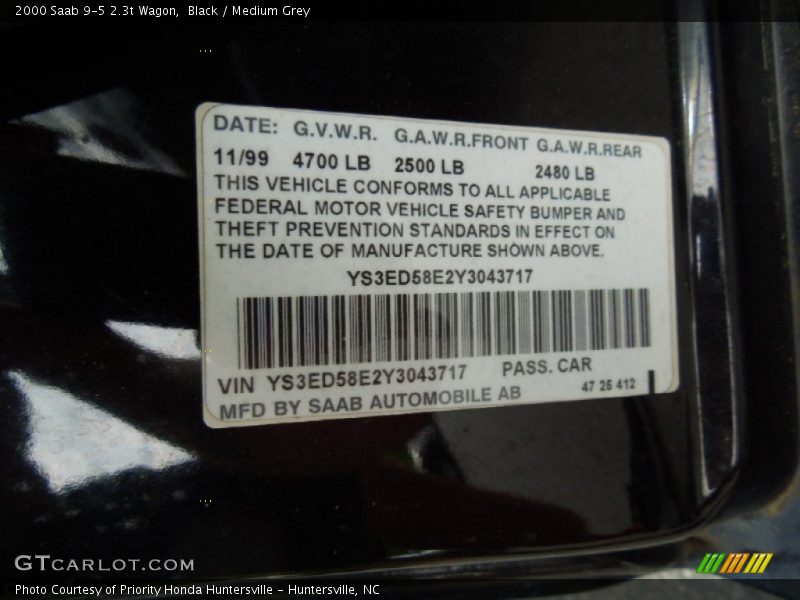 2000 Saab 9-5 2.3t Wagon,  Black / Medium Grey
DATE: G.V.W.R. G.A.W.R.FRONT G.A.W.R.REAR
11/99 4700 LB 2500 LB 2480 LB
THIS VEHICLE CONFORMS TO ALL APPLICABLE
FEDERAL MOTOR VEHICLE SAFETY BUMPER AND
THEFT PREVENTION STANDARDS IN EFFECT ON
THE DATE OF MANUFACTURE SHOWN ABOVE.
YS3ED58E2Y3043717
VIN YS3ED58E2Y3043717 PASS. CAR
MFD BY SAAB AUTOMOBILE AB 47 25 412
GTCARLOT.COM
Photo Courtesy of Priority Honda Huntersville - Huntersville, NC